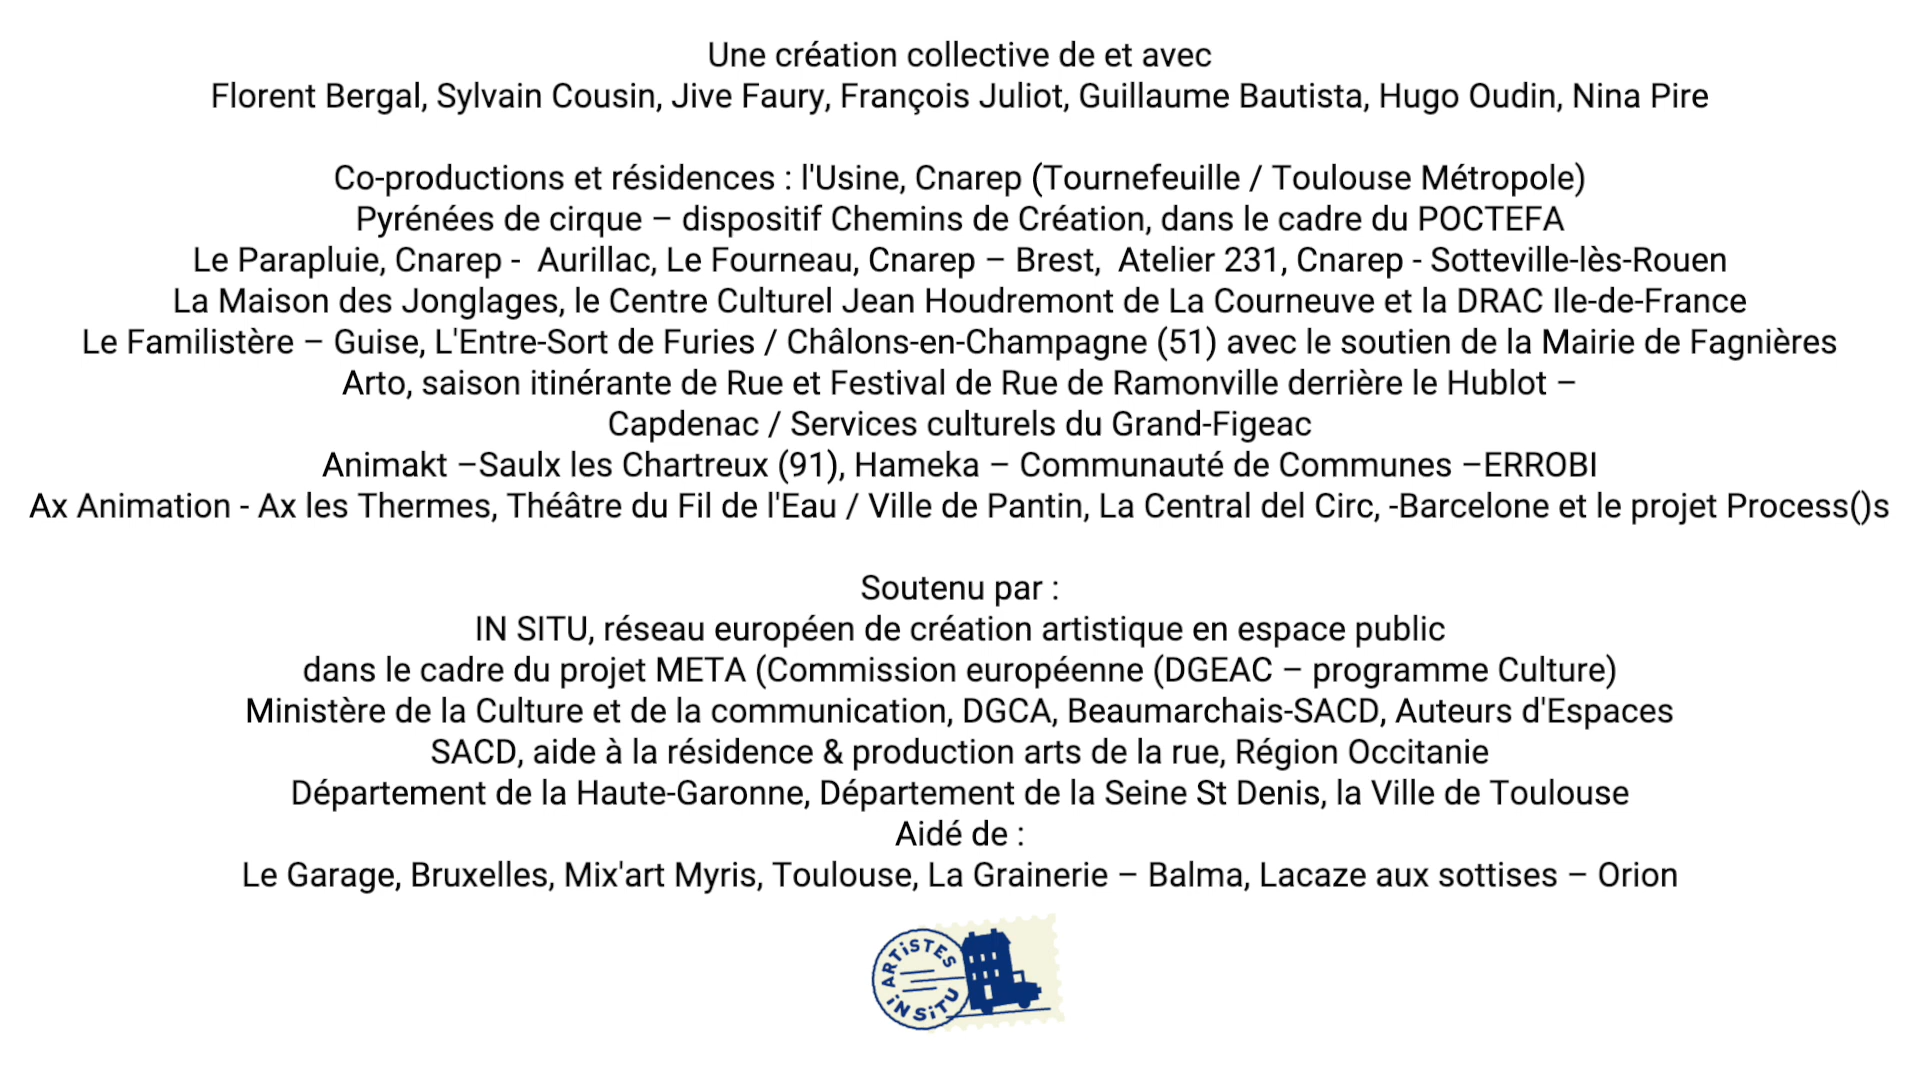 Une création collective de et avec
Florent Bergal, Sylvain Cousin, Jive Faury, François Juliot, Guillaume Bautista, Hugo Oudin, Nina Pire
Co-productions et résidences : l'Usine, Cnarep (Tournefeuille / Toulouse Métropole)
Pyrénées de cirque – dispositif Chemins de Création, dans le cadre du POCTEFA
Le Parapluie, Cnarep -  Aurillac, Le Fourneau, Cnarep – Brest,  Atelier 231, Cnarep - Sotteville-lès-Rouen
La Maison des Jonglages, le Centre Culturel Jean Houdremont de La Courneuve et la DRAC Ile-de-France
Le Familistère – Guise, L'Entre-Sort de Furies / Châlons-en-Champagne (51) avec le soutien de la Mairie de Fagnières
Arto, saison itinérante de Rue et Festival de Rue de Ramonville derrière le Hublot –
Capdenac / Services culturels du Grand-Figeac
Animakt –Saulx les Chartreux (91), Hameka – Communauté de Communes –ERROBI
Ax Animation - Ax les Thermes, Théâtre du Fil de l'Eau / Ville de Pantin, La Central del Circ, -Barcelone et le projet Process()s
Soutenu par :
IN SITU, réseau européen de création artistique en espace public
dans le cadre du projet META (Commission européenne (DGEAC – programme Culture)
Ministère de la Culture et de la communication, DGCA, Beaumarchais-SACD, Auteurs d'Espaces
SACD, aide à la résidence & production arts de la rue, Région Occitanie
Département de la Haute-Garonne, Département de la Seine St Denis, la Ville de Toulouse
Aidé de :
Le Garage, Bruxelles, Mix'art Myris, Toulouse, La Grainerie – Balma, Lacaze aux sottises – Orion
ARTiSTES
iN SiTU